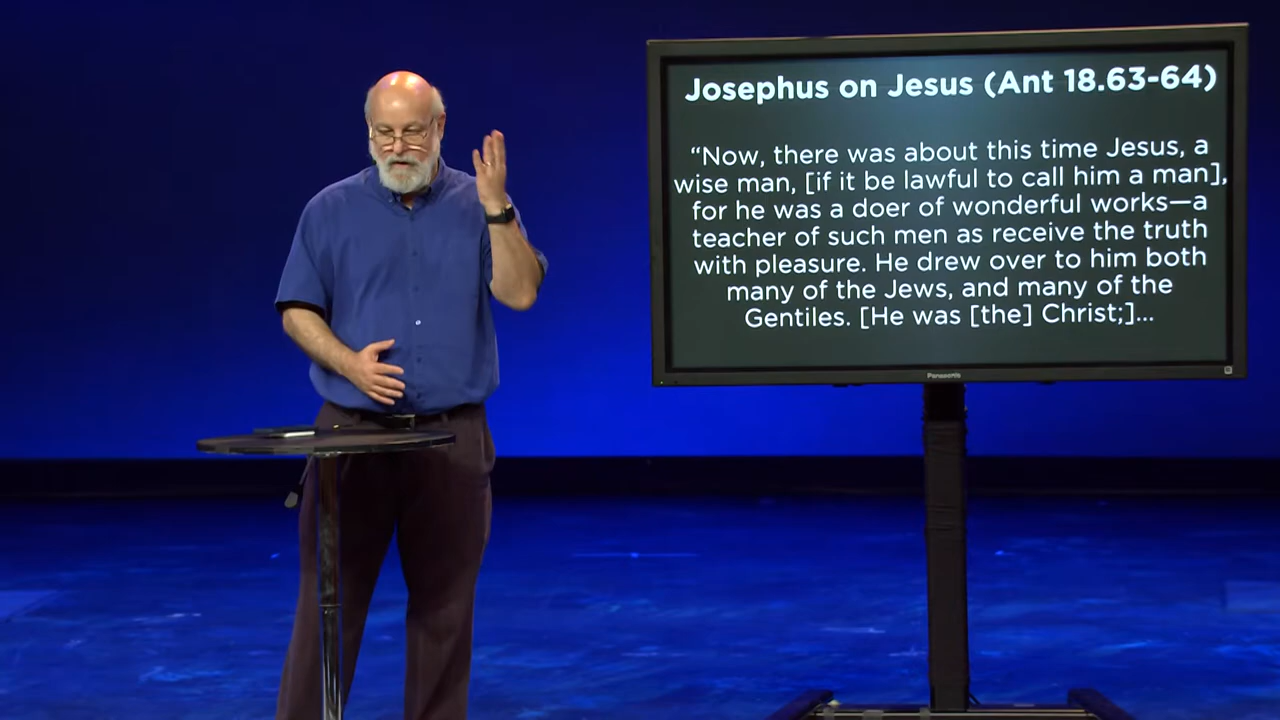 Josephus on Jesus (Ant 18.63-64)
“Now, there was about this time Jesus, a
wise man, [if it be lawful to call him a man],
for he was a doer of wonderful works—a
teacher of such men as receive the truth
with pleasure. He drew over to him both
many of the Jews, and many of the
Gentiles. [He was [the] Christ;]...
Panasonic